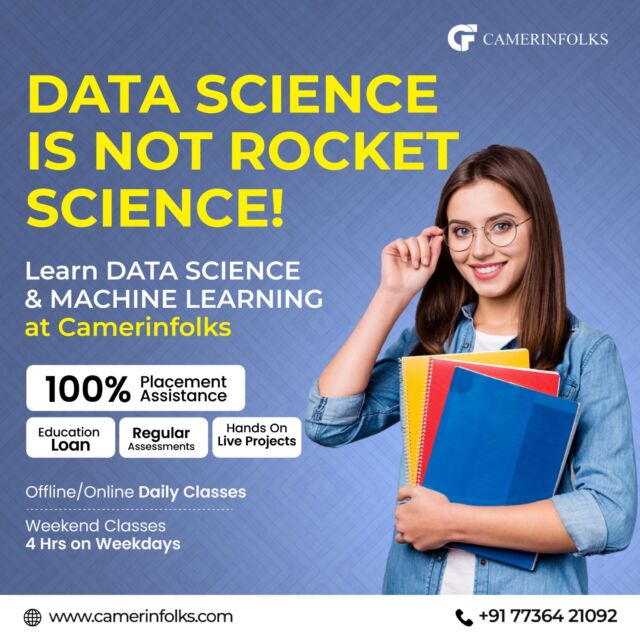 CAMERINFOLKS
DATA SCIENCE
IS NOT ROCKET
SCIENCE!
Learn DATA SCIENCE
& MACHINE LEARNING
at Camerinfolks
100% Placement
Assistance
Education
Loan
Regular
Assessments
Hands On
Live Projects
Offline/Online Daily Classes
Weekend Classes
4 Hrs on Weekdays
www.camerinfolks.com
+91 77364 21092